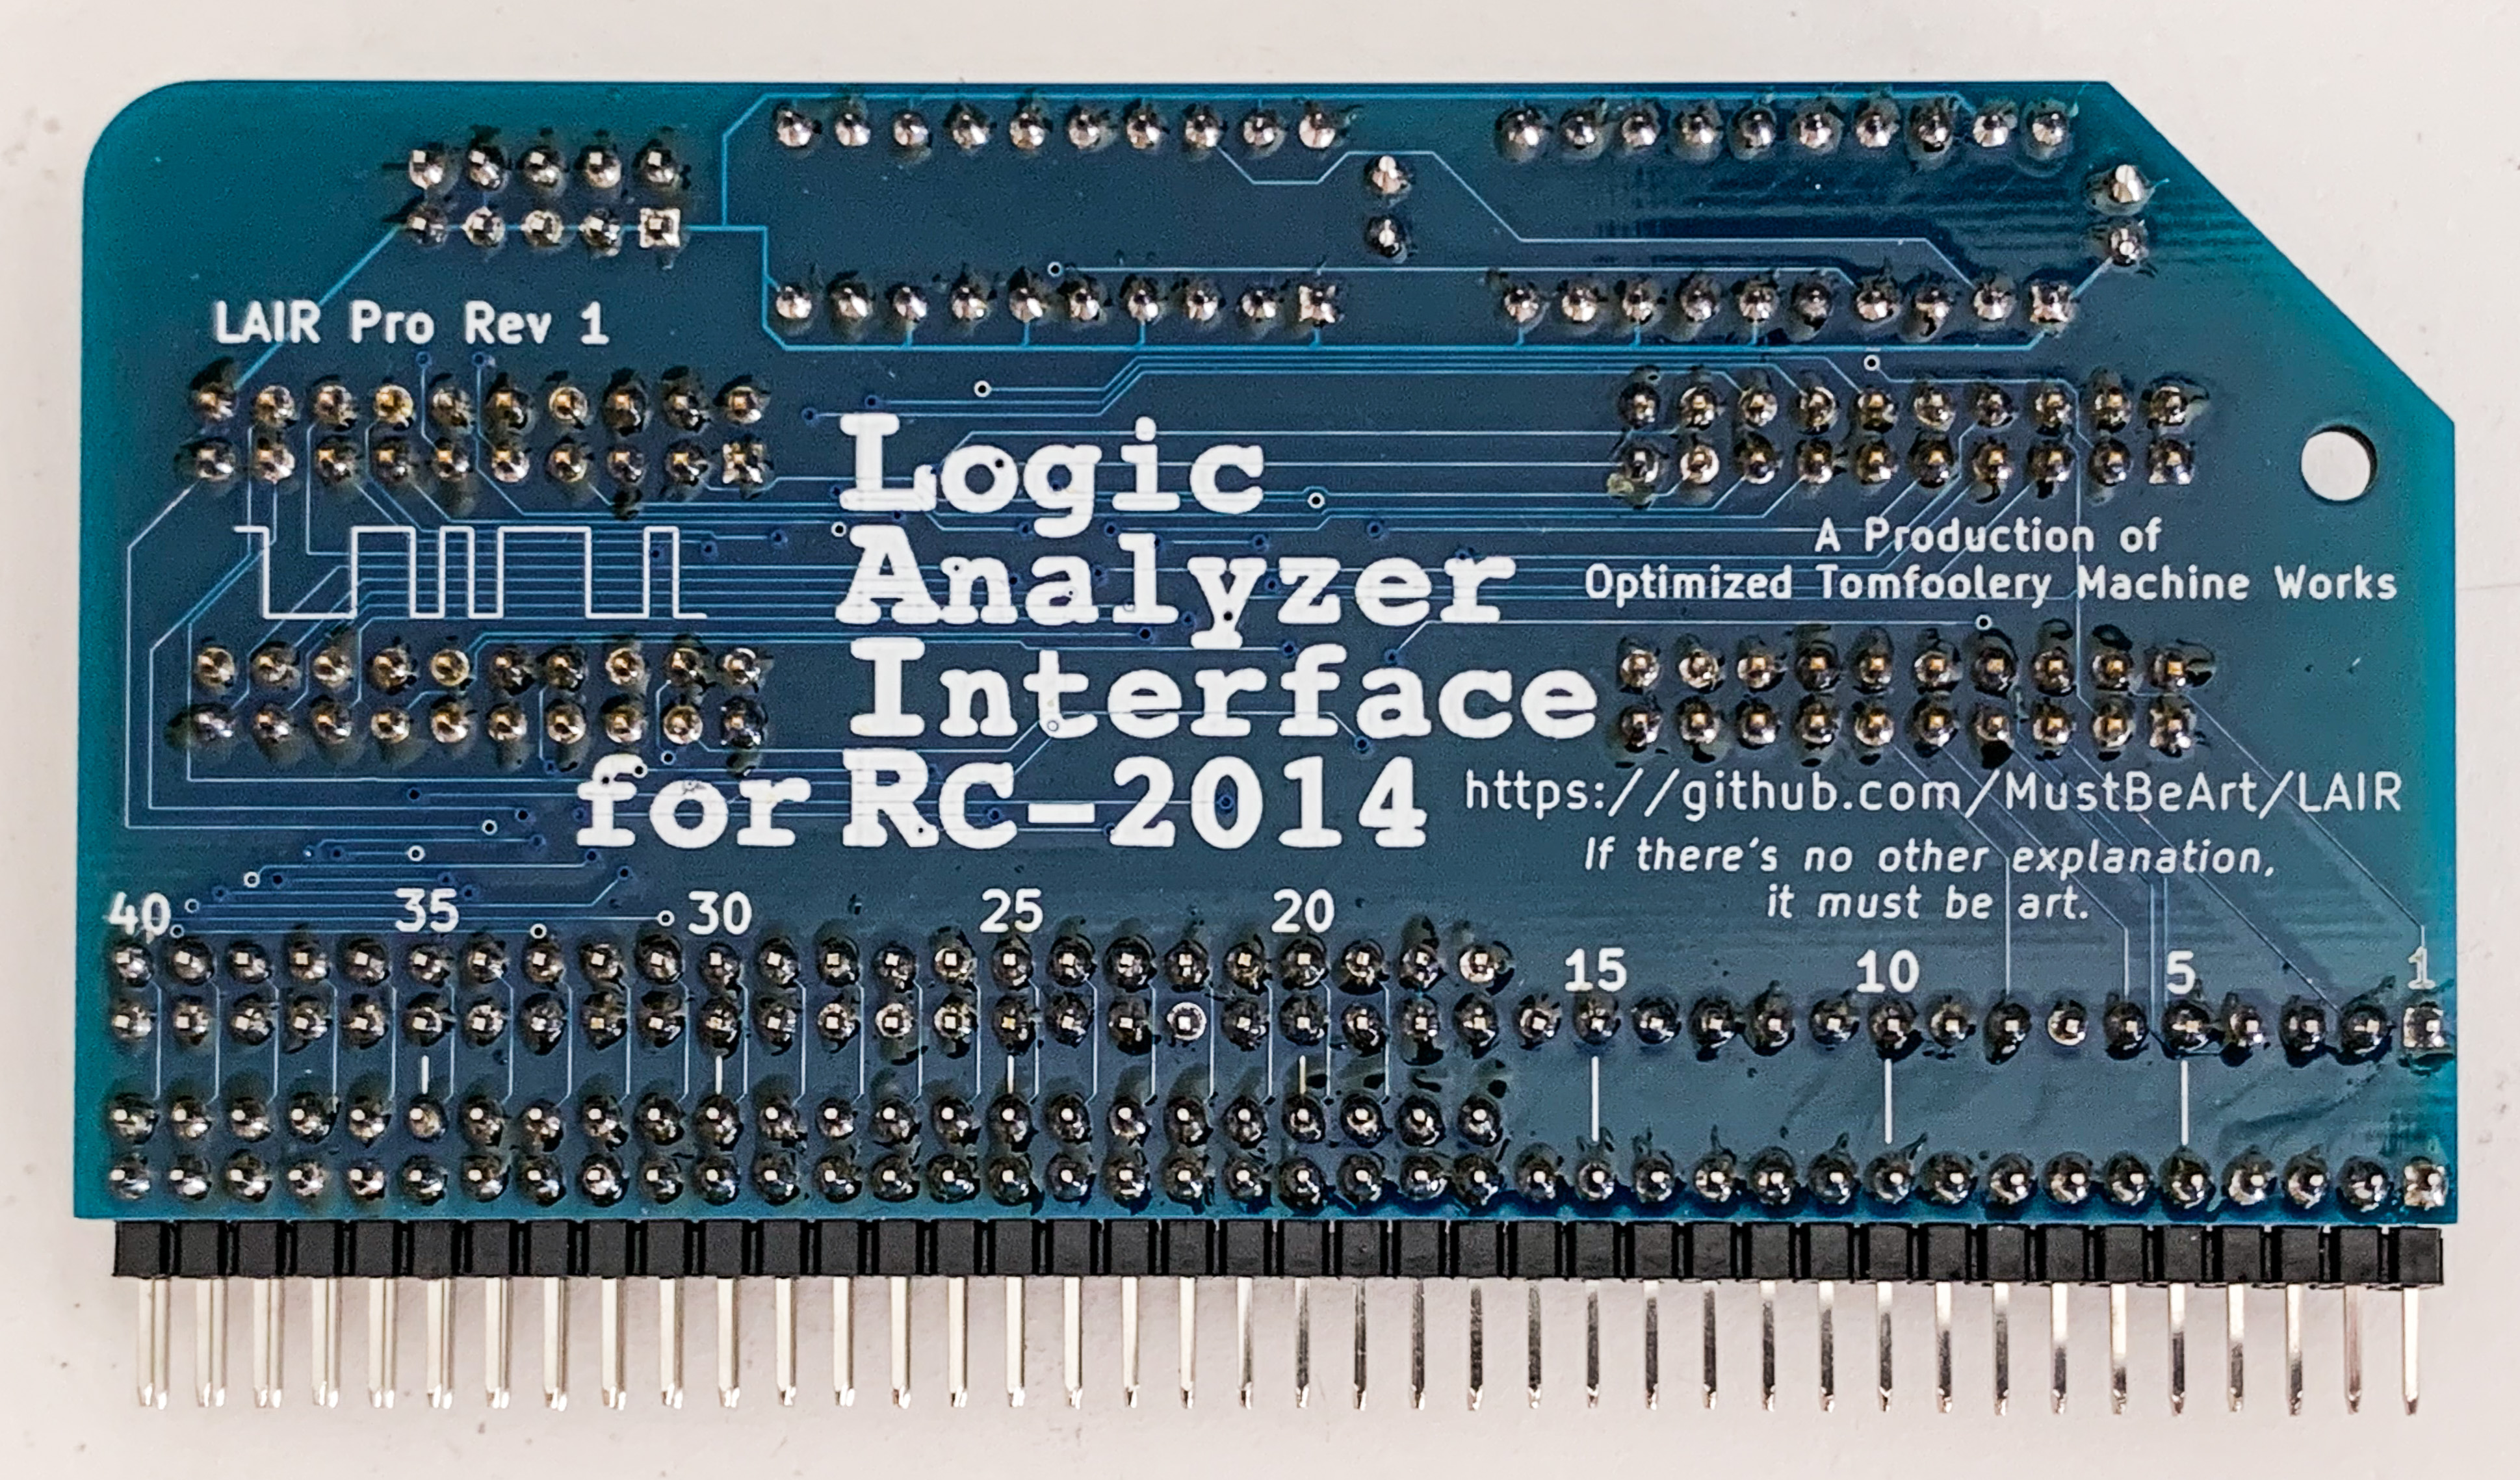 LAIR Pro Rev 1
Logic
Analyzer
Interface
for RC-2014
A Production of
Optimized Tomfoolery Machine Works
https://github.com/MustBeArt/LAIR
If there's no other explanation,
it must be art.
40 35 30 25 20 15 10 5 1